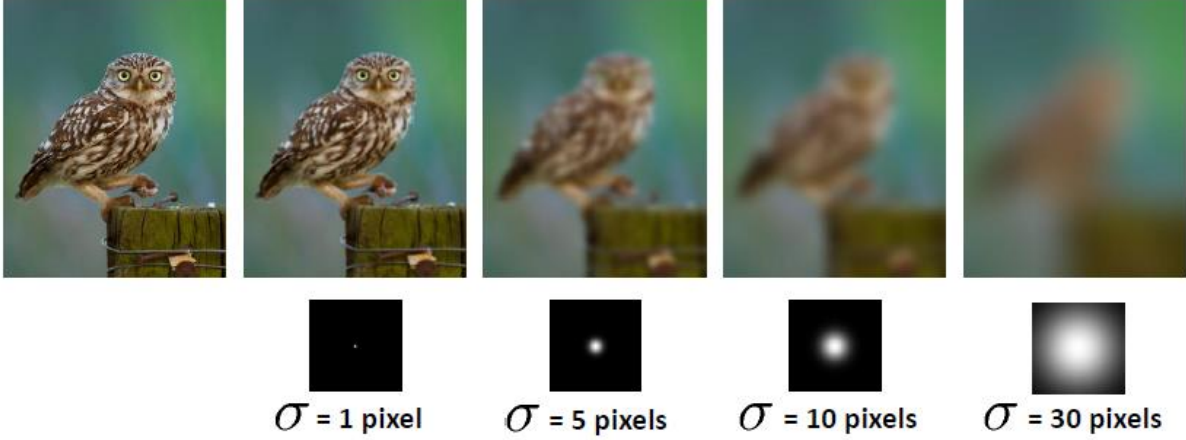 σ = 1 pixel
σ = 5 pixels
σ = 10 pixels
σ = 30 pixels